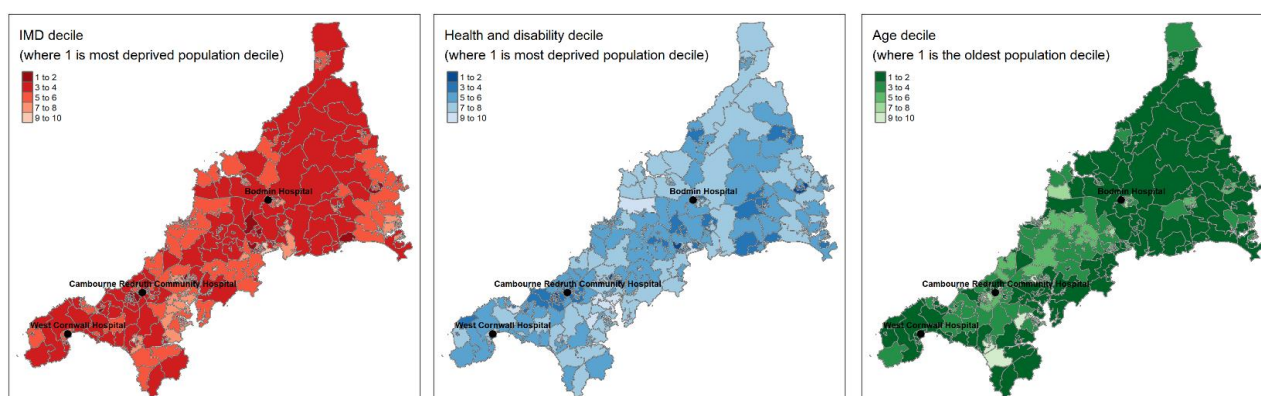 IMD decile
(where 1 is most deprived population decile)
1 to 2
3 to 4
5 to 6
7 to 8
9 to 10
Bodmin Hospital
Cambourne Redruth Community Hospital
West Cornwall Hospital
Health and disability decile
(where 1 is most deprived population decile)
1 to 2
3 to 4
5 to 6
7 to 8
9 to 10
Bodmin Hospital
Cambourne Redruth Community Hospital
West Cornwall Hospital
Age decile
(where 1 is the oldest population decile)
1 to 2
3 to 4
5 to 6
7 to 8
9 to 10
Bodmin Hospital
Cambourne Redruth Community Hospital
West Cornwall Hospital